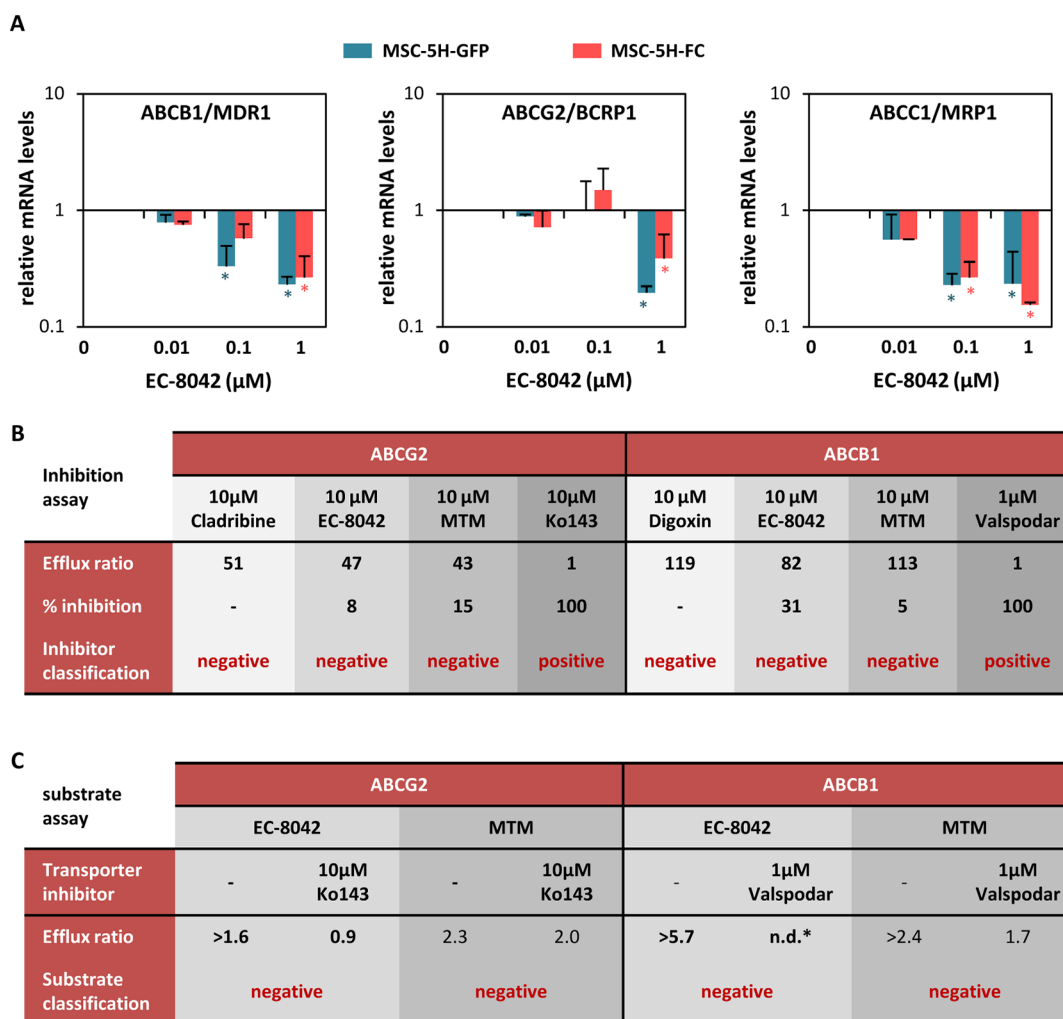 A
MSC-5H-GFP MSC-5H-FC
relative mRNA levels
10
1
0.1
ABCB1/MDR1
* * *
0 0.01 0.1 1
EC-8042 (µM)
relative mRNA levels
10
1
0.1
ABCG2/BCRP1
* *
0 0.01 0.1 1
EC-8042 (µM)
relative mRNA levels
10
1
0.1
ABCC1/MRP1
* * * *
0 0.01 0.1 1
EC-8042 (µM)
B
Inhibition
assay
ABCG2 ABCB1
10µM 10 µM 10 µM 10µM 10 µM 10 µM 10 µM 1µM
Cladribine EC-8042 MTM Ko143 Digoxin EC-8042 MTM Valspodar
Efflux ratio 51 47 43 1 119 82 113 1
% inhibition - 8 15 100 - 31 5 100
Inhibitor
classification negative negative negative positive negative negative negative positive
C
substrate
assay
ABCG2 ABCB1
EC-8042 MTM EC-8042 MTM
Transporter
inhibitor
- 10µM - 10µM - 1µM - 1µM
Ko143 Ko143 Valspodar Valspodar
Efflux ratio >1.6 0.9 2.3 2.0 >5.7 n.d.* >2.4 1.7
Substrate
classification negative negative negative negative